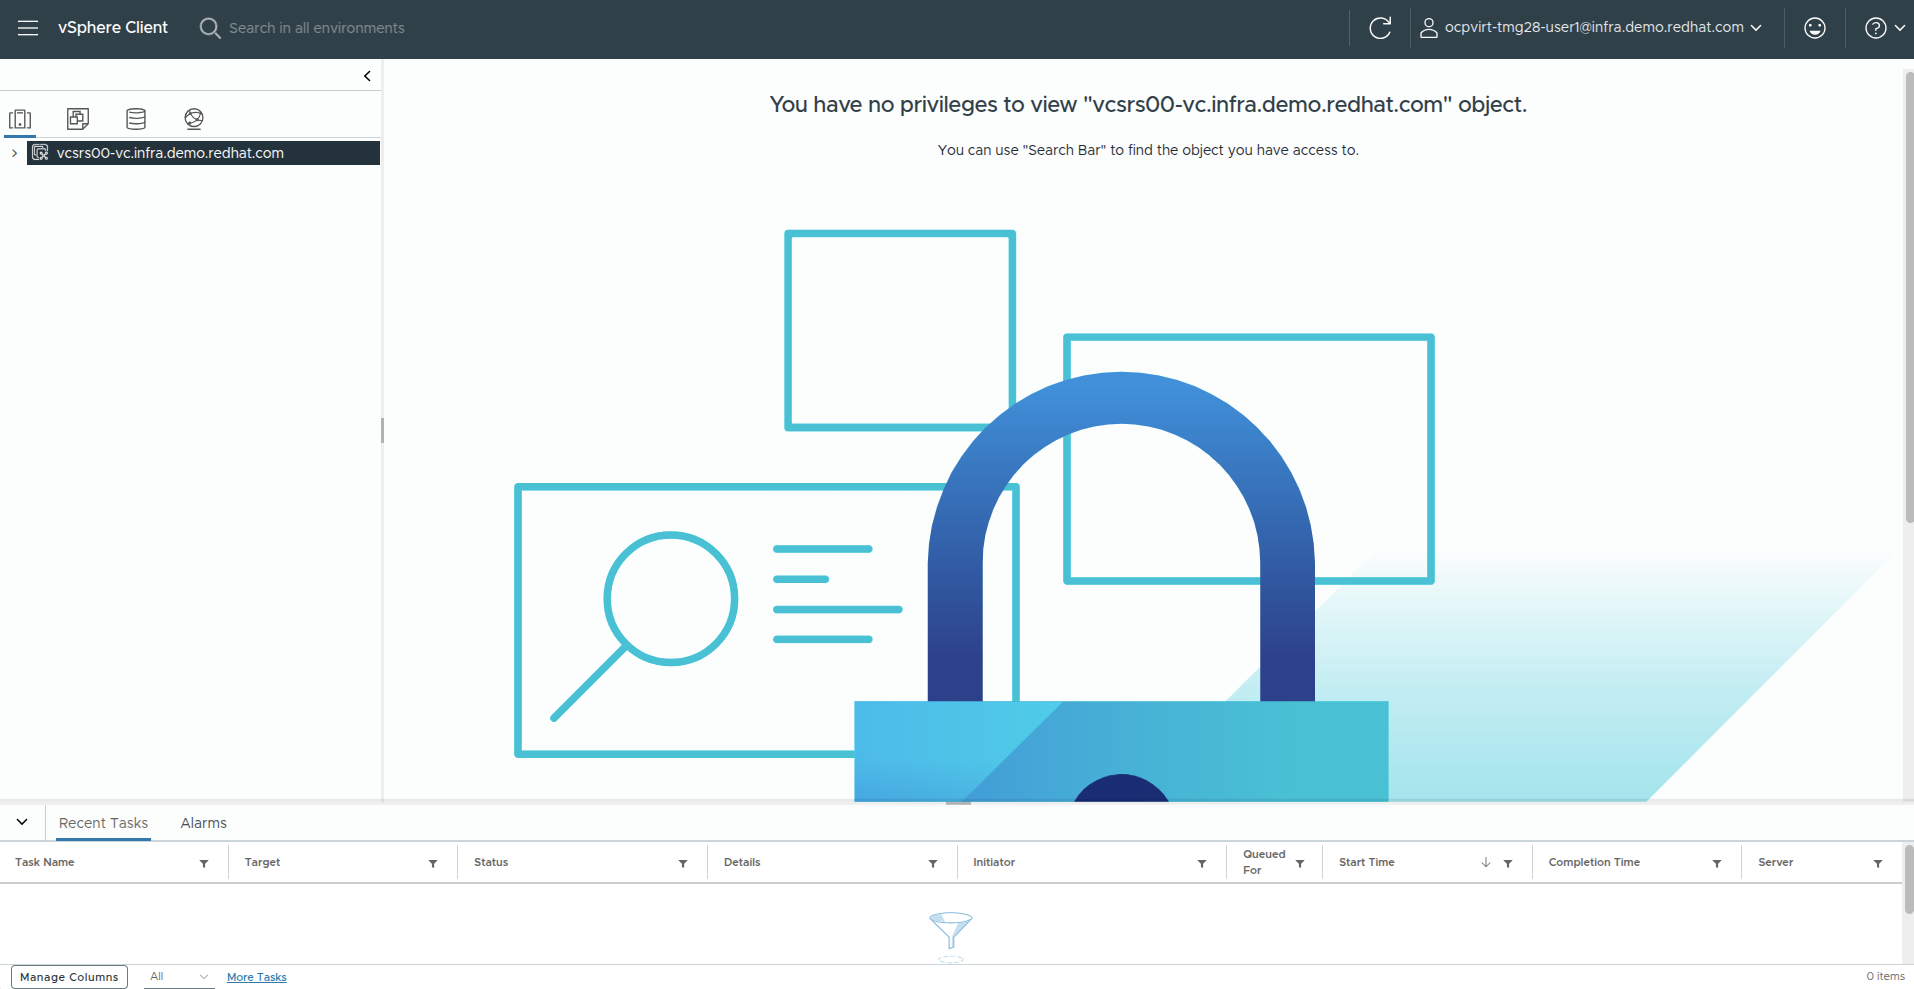 vSphere Client
Search in all environments
ocpvirt-tmg28-user1@infra.demo.redhat.com
vcsrs00-vc.infra.demo.redhat.com
You have no privileges to view "vcsrs00-vc.infra.demo.redhat.com" object.
You can use "Search Bar" to find the object you have access to.
Recent Tasks
Alarms
Task Name
Target
Status
Details
Initiator
Queued
For
Start Time
Completion Time
Server
Manage Columns
All
More Tasks
0 items